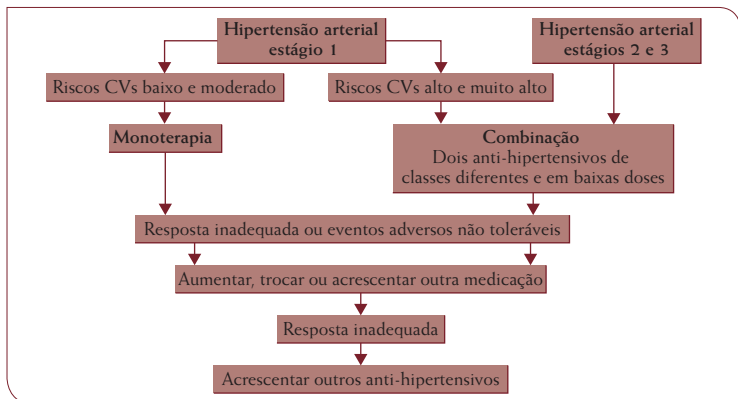 Hipertensão arterial
estágio 1
Hipertensão arterial
estágios 2 e 3
Riscos CVs baixo e moderado
Riscos CVs alto e muito alto
Monoterapia
Combinação
Dois anti-hipertensivos de
classes diferentes e em baixas doses
Resposta inadequada ou eventos adversos não toleráveis
Aumentar, trocar ou acrescentar outra medicação
Resposta inadequada
Acrescentar outros anti-hipertensivos